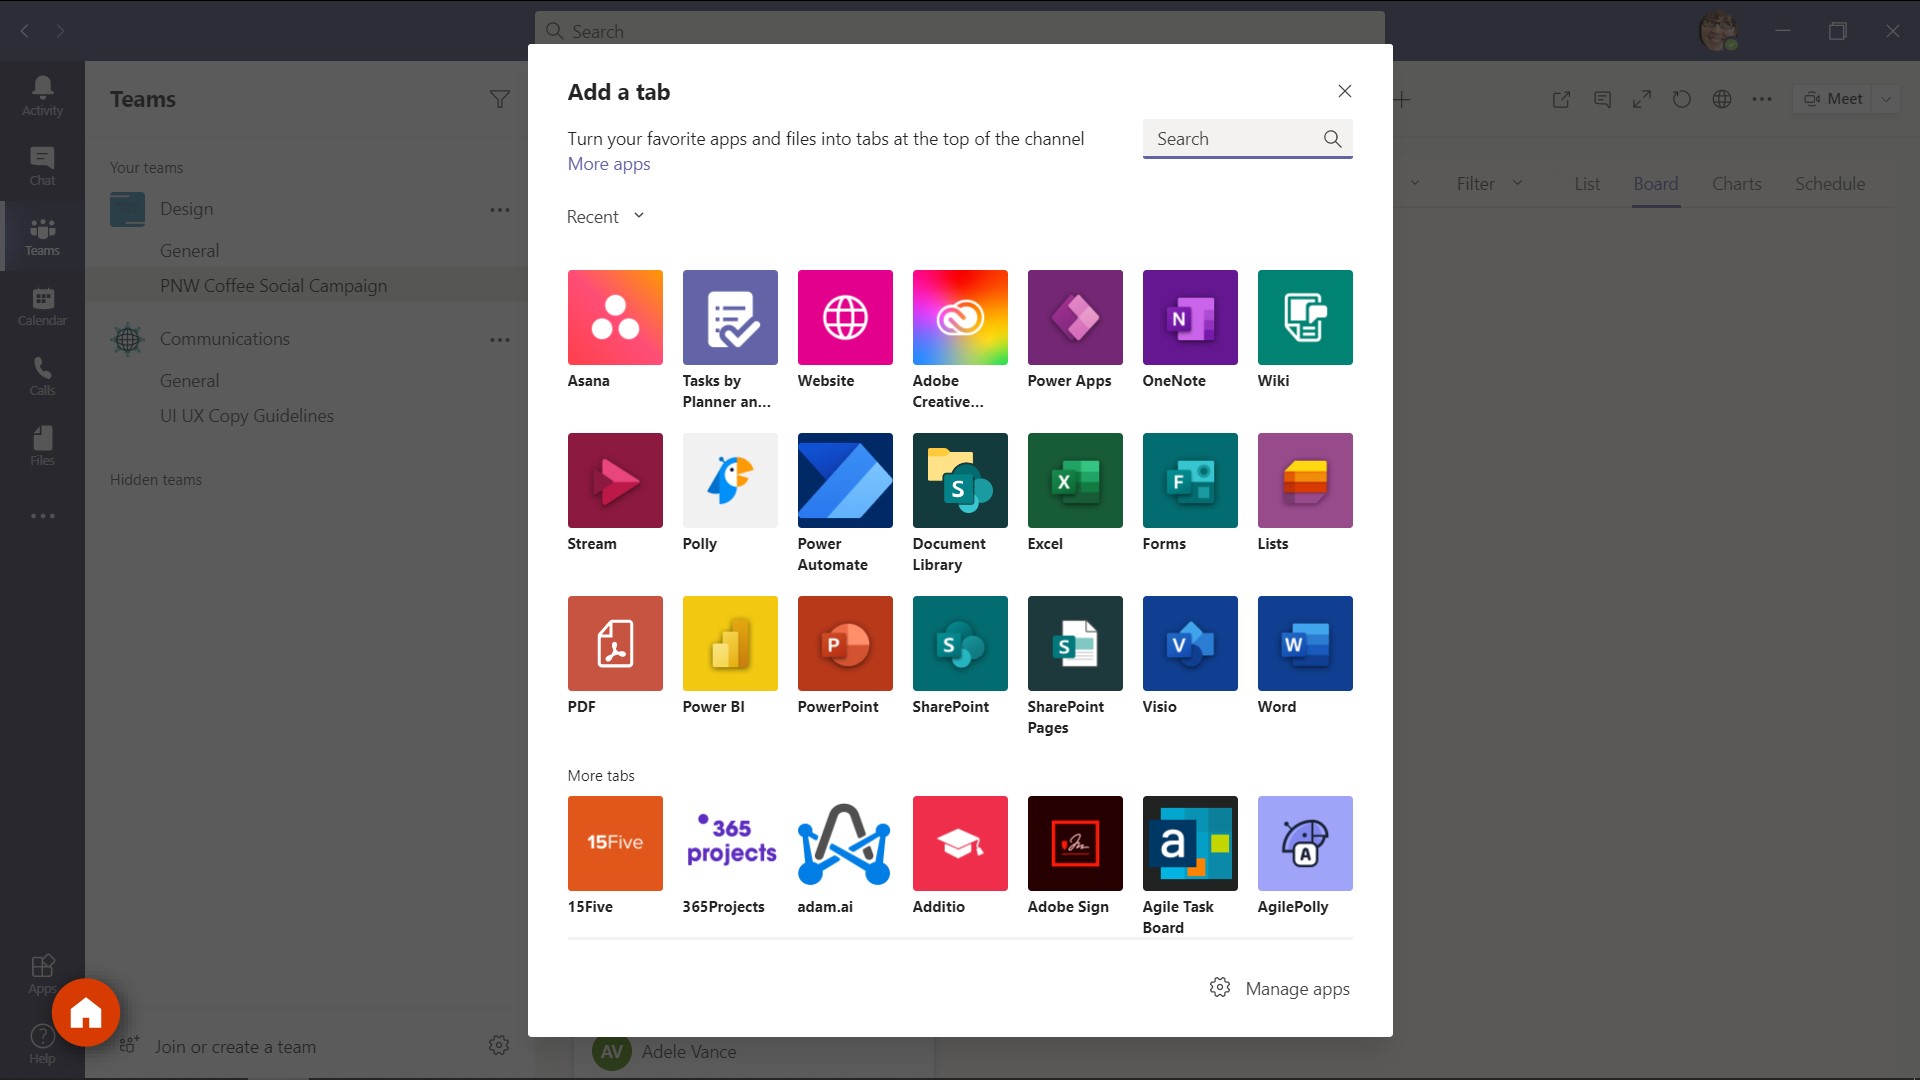 Search
Activity
Chat
Teams
Calendar
Calls
Files
Apps
Help
Teams
Your teams
Design
General
PNW Coffee Social Campaign
Communications
General
UI UX Copy Guidelines
Hidden teams
Join or create a team
Meet
Filter
List
Board
Charts
Schedule
Add a tab
Turn your favorite apps and files into tabs at the top of the channel
More apps
Search
Recent
Asana
Tasks by
Planner an...
Website
Adobe
Creative...
Power Apps
N
OneNote
Wiki
Stream
Polly
Power
Automate
S
Document
Library
X
Excel
F
Forms
Lists
PDF
Power BI
P
PowerPoint
S
SharePoint
S
SharePoint
Pages
V
Visio
W
Word
More tabs
15Five
15Five
365
projects
365Projects
adam.ai
Additio
Adobe Sign
a
Agile Task
Board
A
AgilePolly
Manage apps
AV
Adele Vance